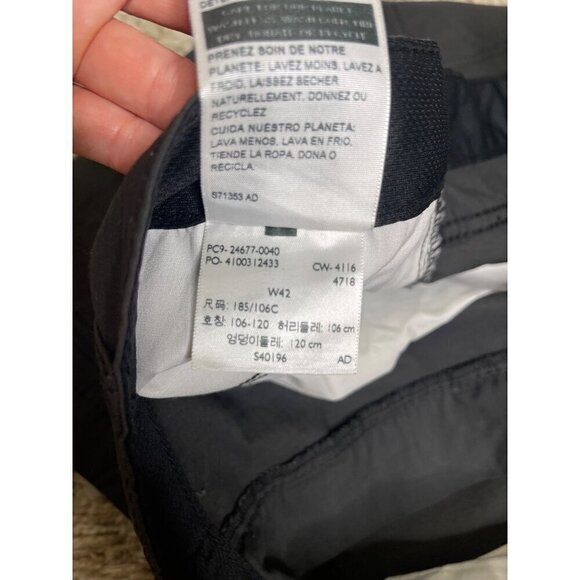 PRENEZ SOIN DE NOTRE
PLANÈTE: LAVEZ MOINS, LAVEZ A
FROID, LAISSEZ SECHER
NATURELLEMENT, DONNEZ OU
RECYCLEZ
CUIDA NUESTRO PLANETA:
LAVA MENOS, LAVA EN FRIO,
TIENDE LA ROPA, DONA O
RECICLA.
S71353 AD
PC9- 24677-0040
PO- 4100312433 CW- 4116
4718
W42
尺码: 185/106C
호칭: 106-120 허리둘레: 106 cm
엉덩이둘레: 120 cm
S40196 AD